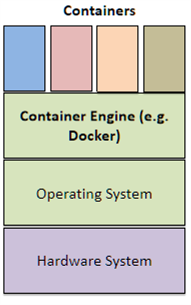 Containers
Container Engine (e.g.
Docker)
Operating System
Hardware System